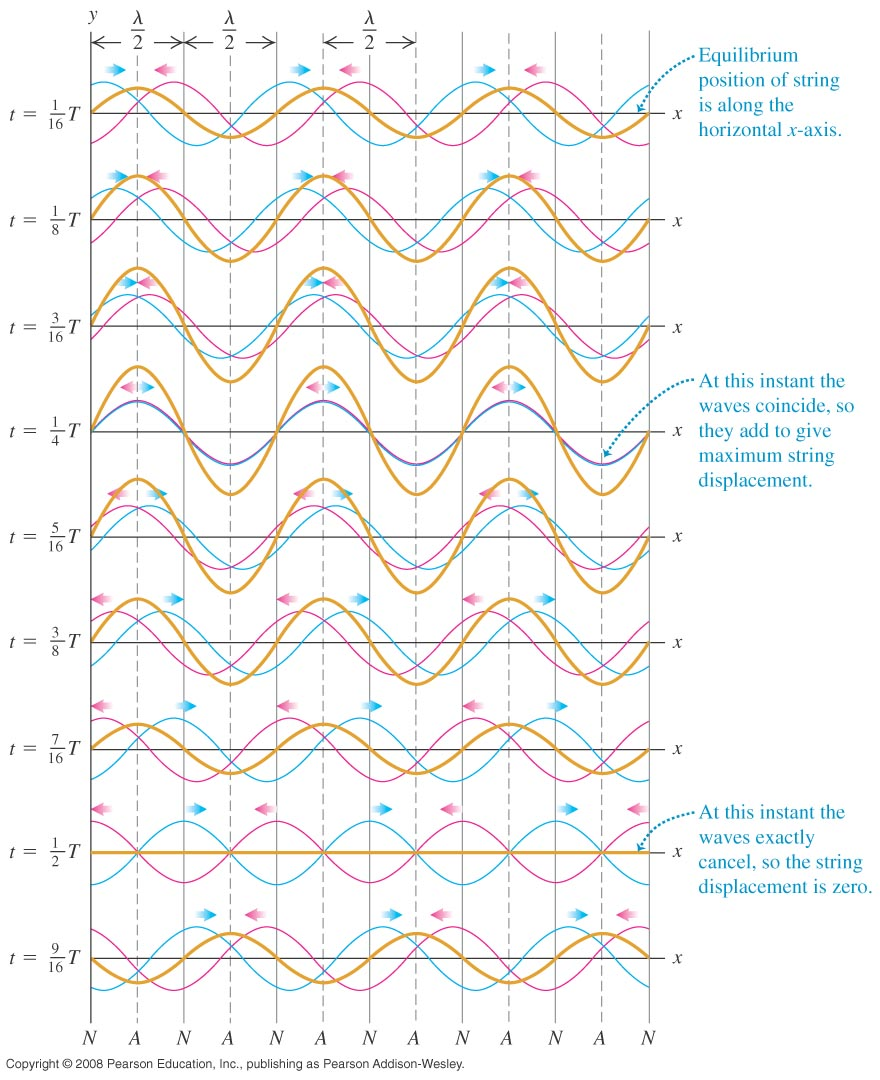 y
λ/2 λ/2 λ/2
t = 1/16 T x
Equilibrium
position of string
is along the
horizontal x-axis.
t = 1/8 T x
t = 3/16 T x
t = 1/4 T x
At this instant the
waves coincide, so
they add to give
maximum string
displacement.
t = 5/16 T x
t = 3/8 T x
t = 7/16 T x
t = 1/2 T x
At this instant the
waves exactly
cancel, so the string
displacement is zero.
t = 9/16 T x
N A N A N A N A N A N A N
Copyright © 2008 Pearson Education, Inc., publishing as Pearson Addison-Wesley.